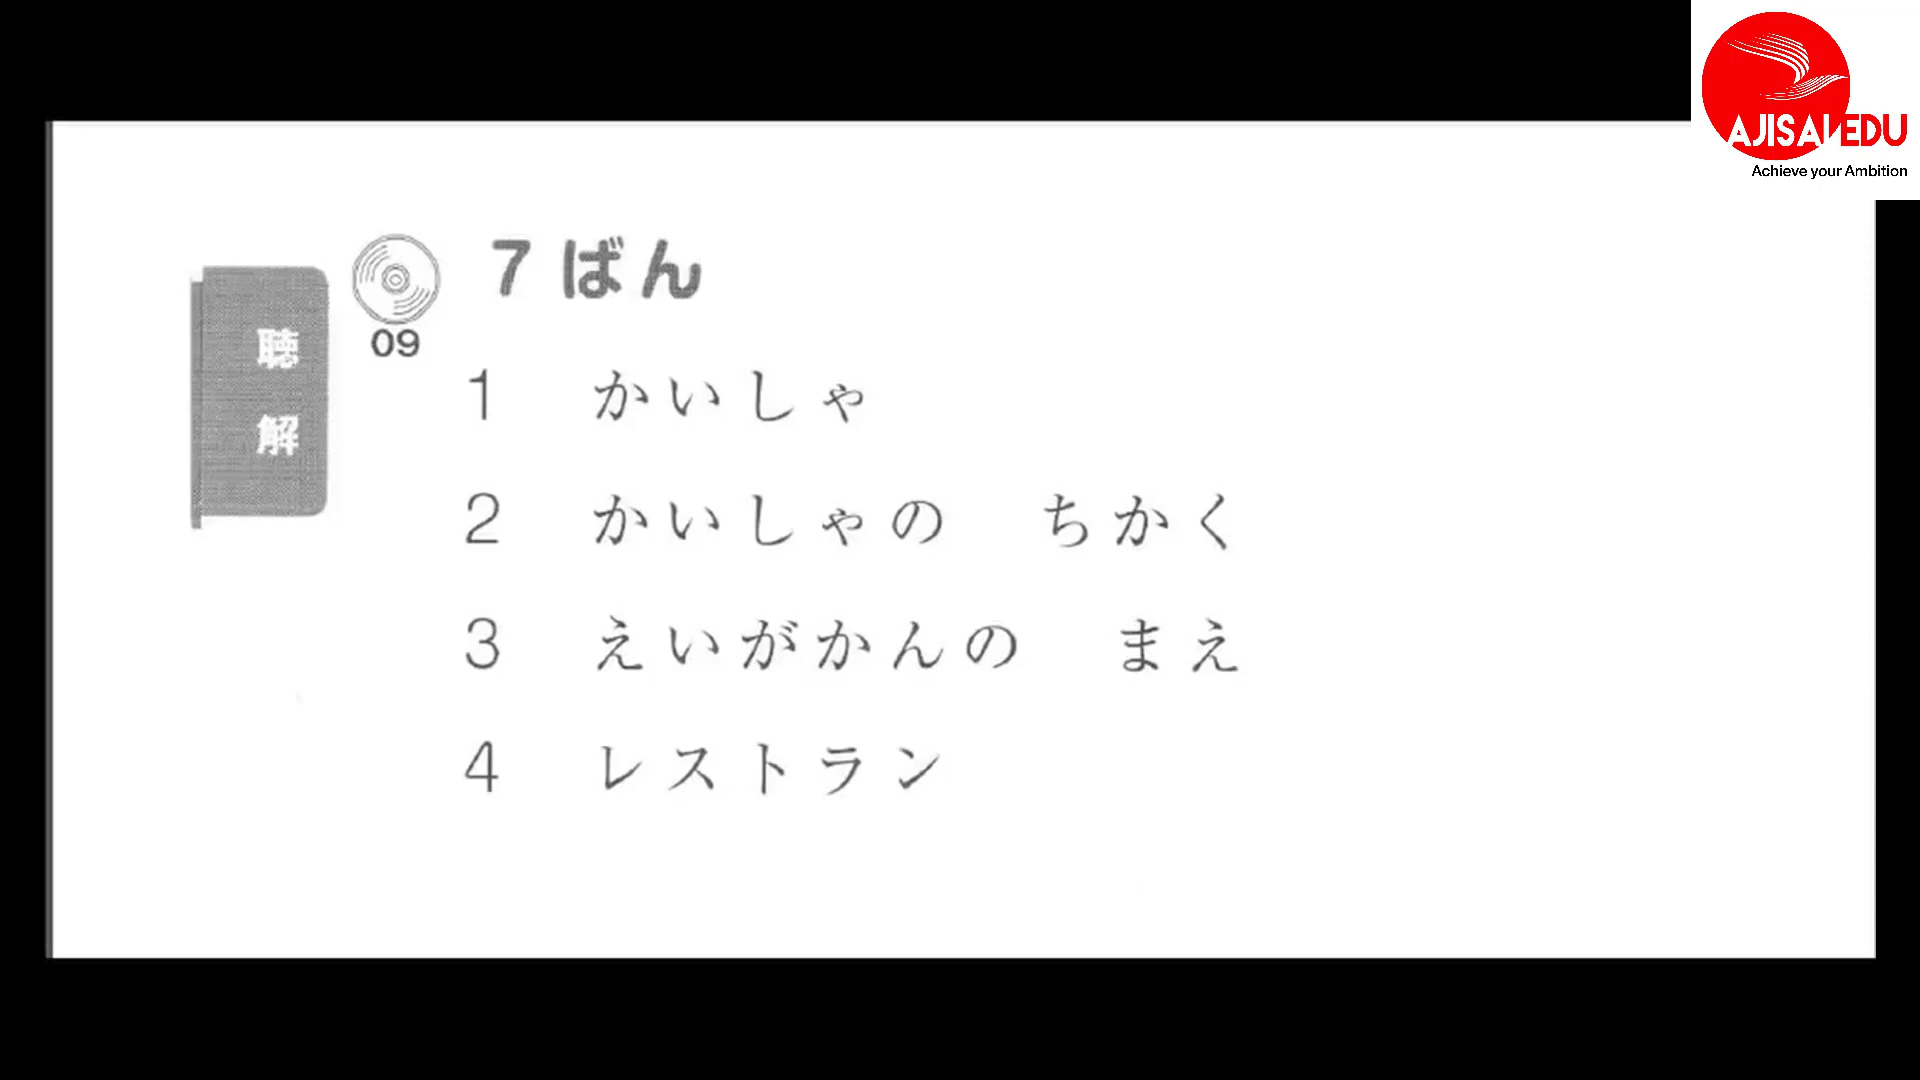 AJISAI EDU
Achieve your Ambition
聴解
09
7ばん
1 かいしゃ
2 かいしゃの ちかく
3 えいがかんの まえ
4 レストラン